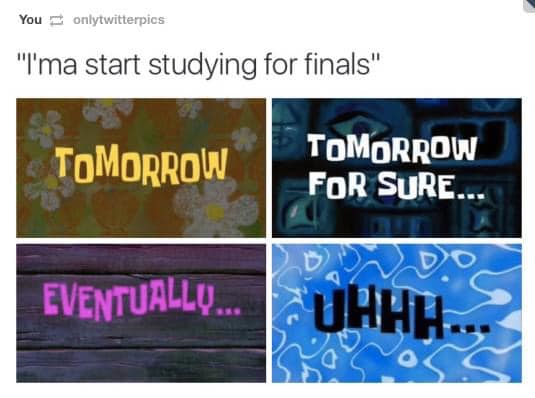 You onlytwitterpics
"I'ma start studying for finals"
TOMORROW
TOMORROW
FOR SURE...
EVENTUALLY...
UHHH...